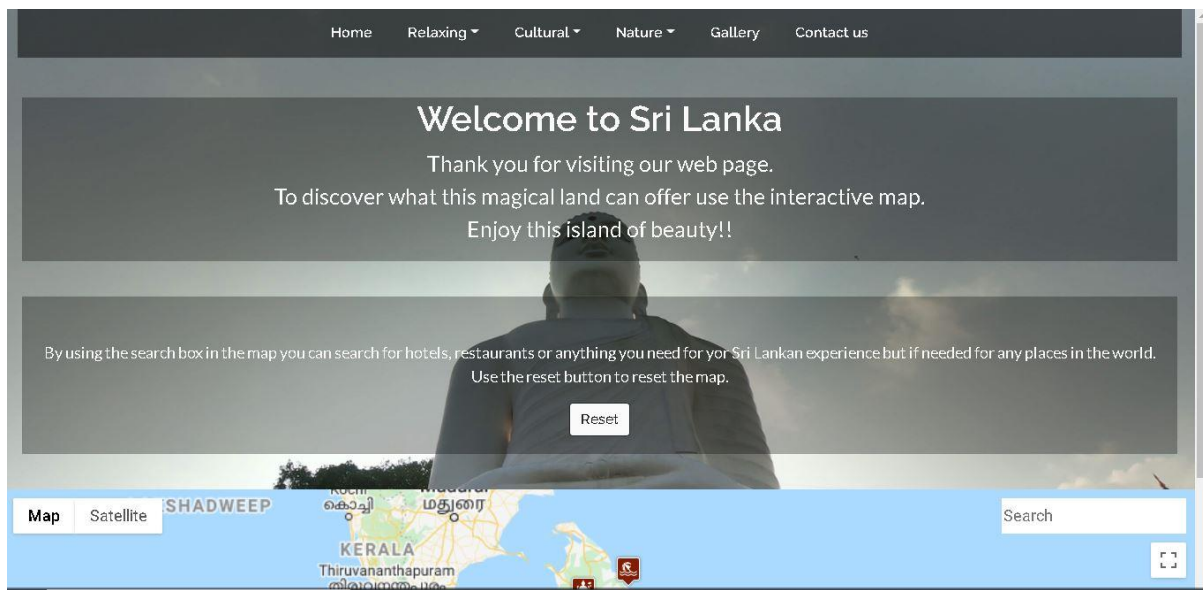 Home Relaxing Cultural Nature Gallery Contact us
Welcome to Sri Lanka
Thank you for visiting our web page.
To discover what this magical land can offer use the interactive map.
Enjoy this island of beauty!!
By using the search box in the map you can search for hotels, restaurants or anything you need for yor Sri Lankan experience but if needed for any places in the world.
Use the reset button to reset the map.
Reset
Map Satellite
SHADWEEP
Kochi
கொச்சி
மதுரை
Search
KERALA
Thiruvananthapuram